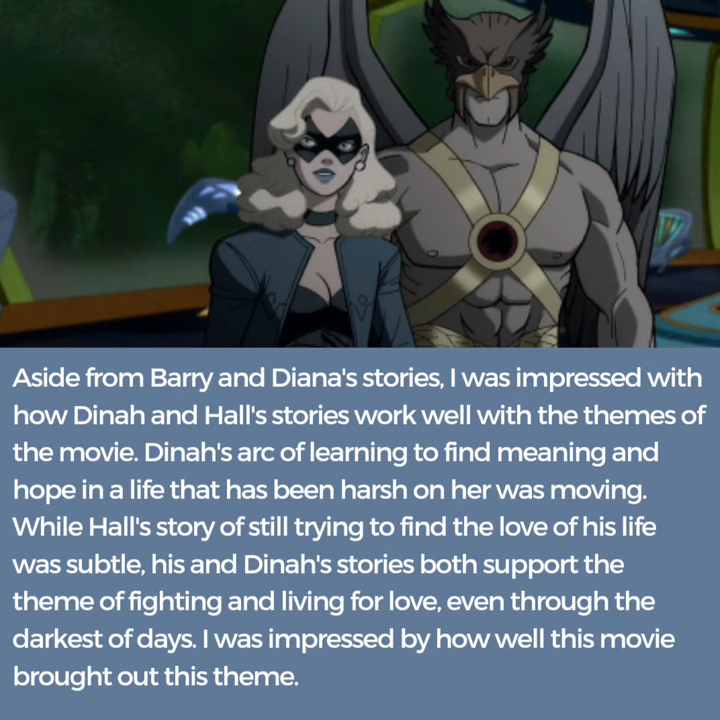 Aside from Barry and Diana's stories, I was impressed with
how Dinah and Hall's stories work well with the themes of
the movie. Dinah's arc of learning to find meaning and
hope in a life that has been harsh on her was moving.
While Hall's story of still trying to find the love of his life
was subtle, his and Dinah's stories both support the
theme of fighting and living for love, even through the
darkest of days. I was impressed by how well this movie
brought out this theme.